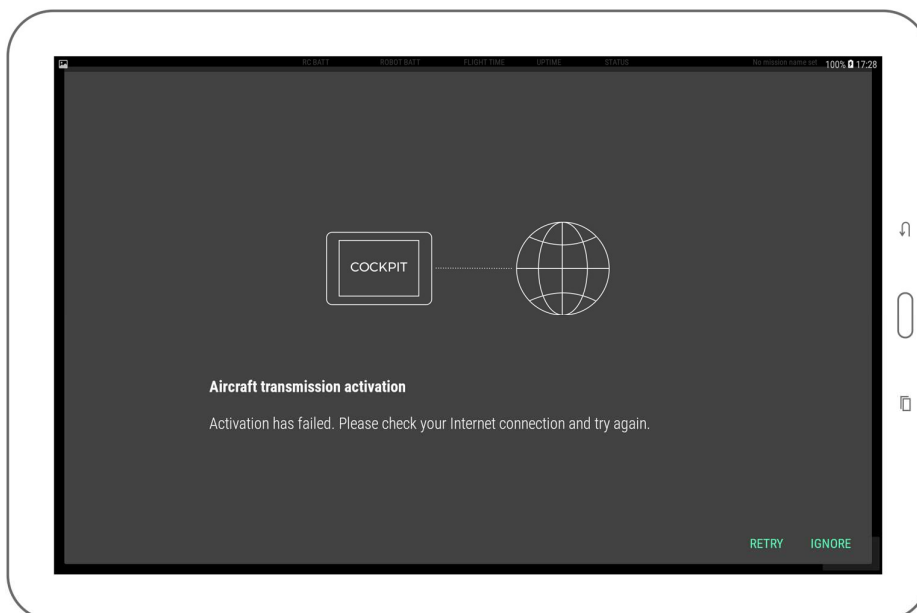 RC BATT ROBOT BATT FLIGHT TIME UPTIME STATUS No mission name set 100% 17:28
COCKPIT
Aircraft transmission activation
Activation has failed. Please check your Internet connection and try again.
RETRY IGNORE